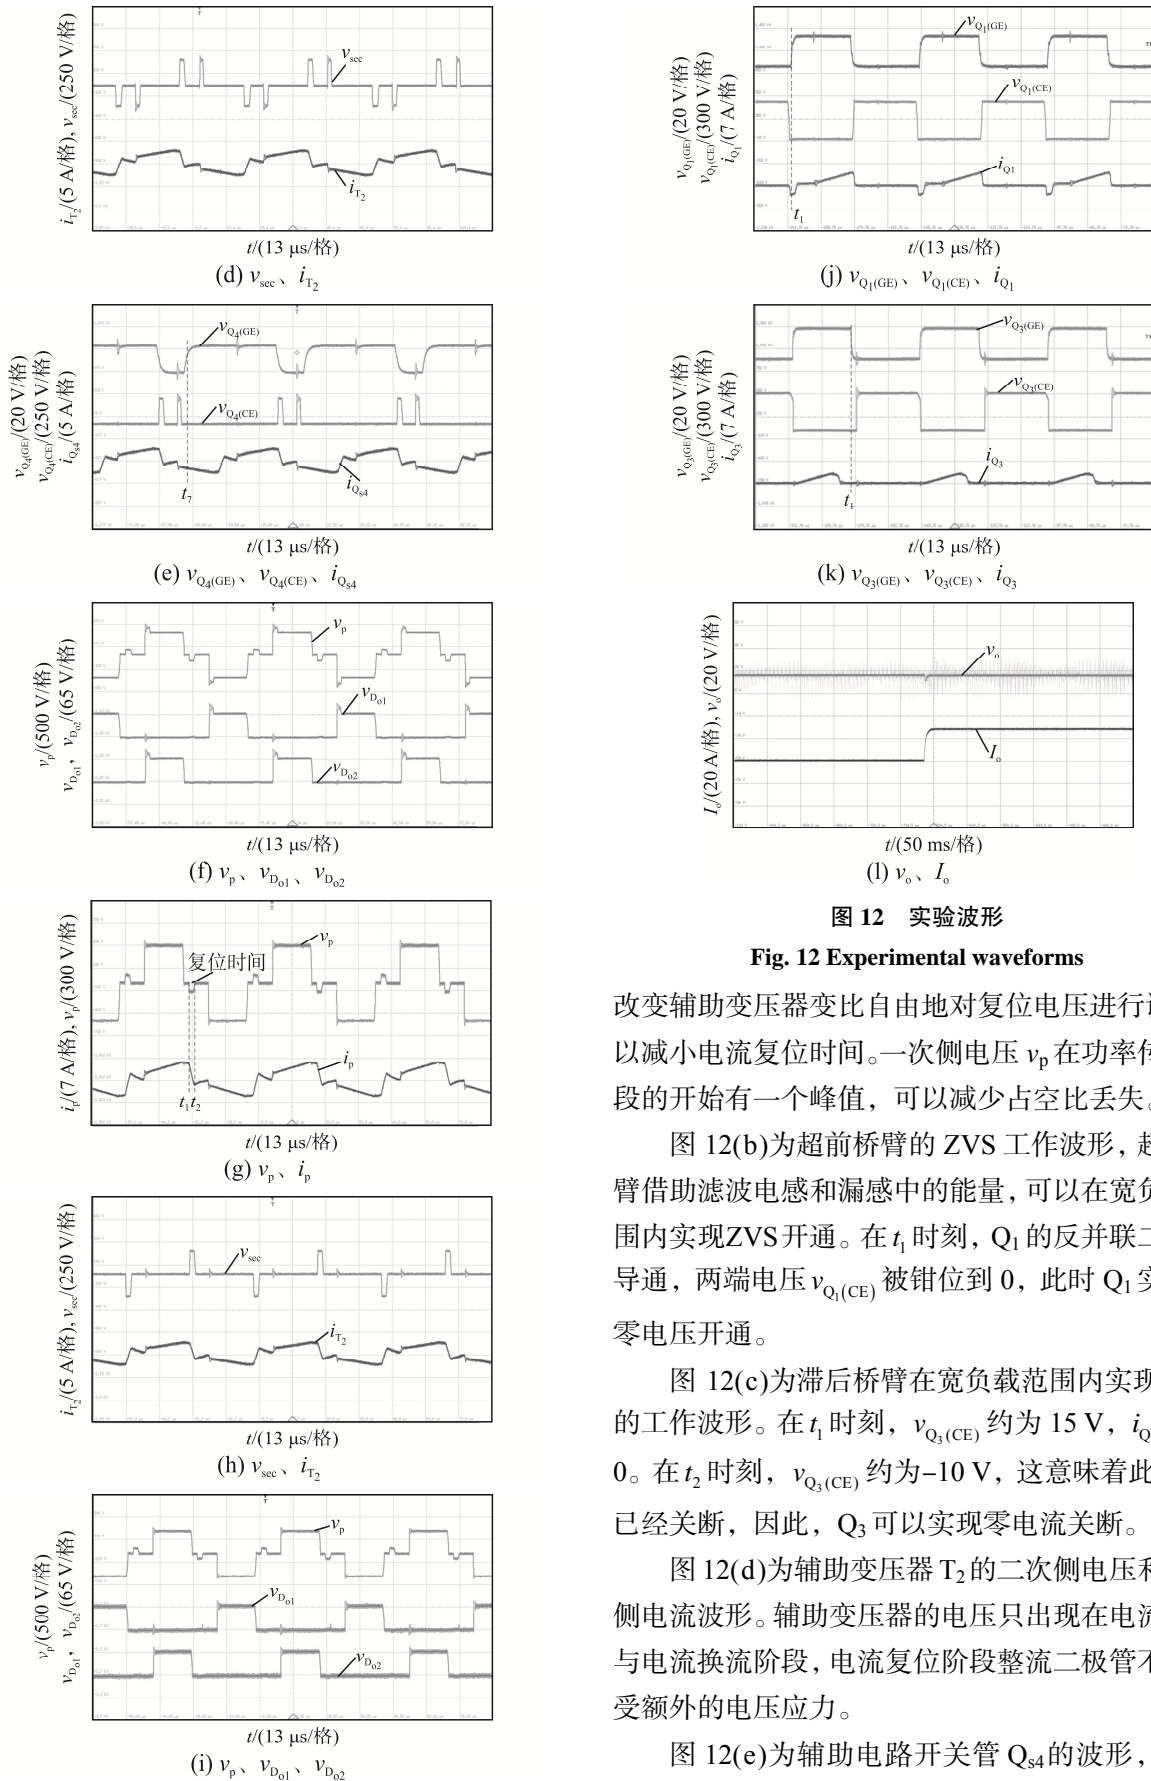 i_T2/(5 A/格), v_sec/(250 V/格)
v_sec
i_T2
t/(13 μs/格)
(d) v_sec、i_T2
v_Q4(GE)/(20 V/格)
v_Q4(CE)/(250 V/格)
i_Qs4/(5 A/格)
v_Q4(GE)
v_Q4(CE)
t_7
i_Qs4
t/(13 μs/格)
(e) v_Q4(GE)、v_Q4(CE)、i_Qs4
v_p/(500 V/格)
v_Do1, v_Do2/(65 V/格)
v_p
v_Do1
v_Do2
t/(13 μs/格)
(f) v_p、v_Do1、v_Do2
i_p/(7 A/格), v_p/(300 V/格)
v_p
复位时间
i_p
t_1 t_2
t/(13 μs/格)
(g) v_p、i_p
i_T2/(5 A/格), v_sec/(250 V/格)
v_sec
i_T2
t/(13 μs/格)
(h) v_sec、i_T2
v_p/(500 V/格)
v_Do1, v_Do2/(65 V/格)
v_p
v_Do1
v_Do2
t/(13 μs/格)
(i) v_p、v_Do1、v_Do2
v_Q1(GE)/(20 V/格)
v_Q1(CE)/(300 V/格)
i_Q1/(7 A/格)
v_Q1(GE)
v_Q1(CE)
i_Q1
t_1
t/(13 μs/格)
(j) v_Q1(GE)、v_Q1(CE)、i_Q1
v_Q3(GE)/(20 V/格)
v_Q3(CE)/(300 V/格)
i_Q3/(7 A/格)
v_Q3(GE)
v_Q3(CE)
i_Q3
t_1
t/(13 μs/格)
(k) v_Q3(GE)、v_Q3(CE)、i_Q3
I_o/(20 A/格), v_o/(20 V/格)
v_o
I_o
t/(50 ms/格)
(l) v_o、I_o
图 12 实验波形
Fig. 12 Experimental waveforms
改变辅助变压器变比自由地对复位电压进行
以减小电流复位时间。一次侧电压 v_p 在功率传
段的开始有一个峰值，可以减少占空比丢失。
图 12(b)为超前桥臂的 ZVS 工作波形，超
臂借助滤波电感和漏感中的能量，可以在宽负
围内实现ZVS开通。在 t_1 时刻，Q_1 的反并联二
导通，两端电压 v_Q1(CE) 被钳位到 0，此时 Q_1 实
零电压开通。
图 12(c)为滞后桥臂在宽负载范围内实现
的工作波形。在 t_1 时刻，v_Q3(CE) 约为 15 V，i_Q
0。在 t_2 时刻，v_Q3(CE) 约为–10 V，这意味着此
已经关断，因此，Q_3 可以实现零电流关断。
图 12(d)为辅助变压器 T_2 的二次侧电压和
侧电流波形。辅助变压器的电压只出现在电流
与电流换流阶段，电流复位阶段整流二极管不
受额外的电压应力。
图 12(e)为辅助电路开关管 Q_s4 的波形，